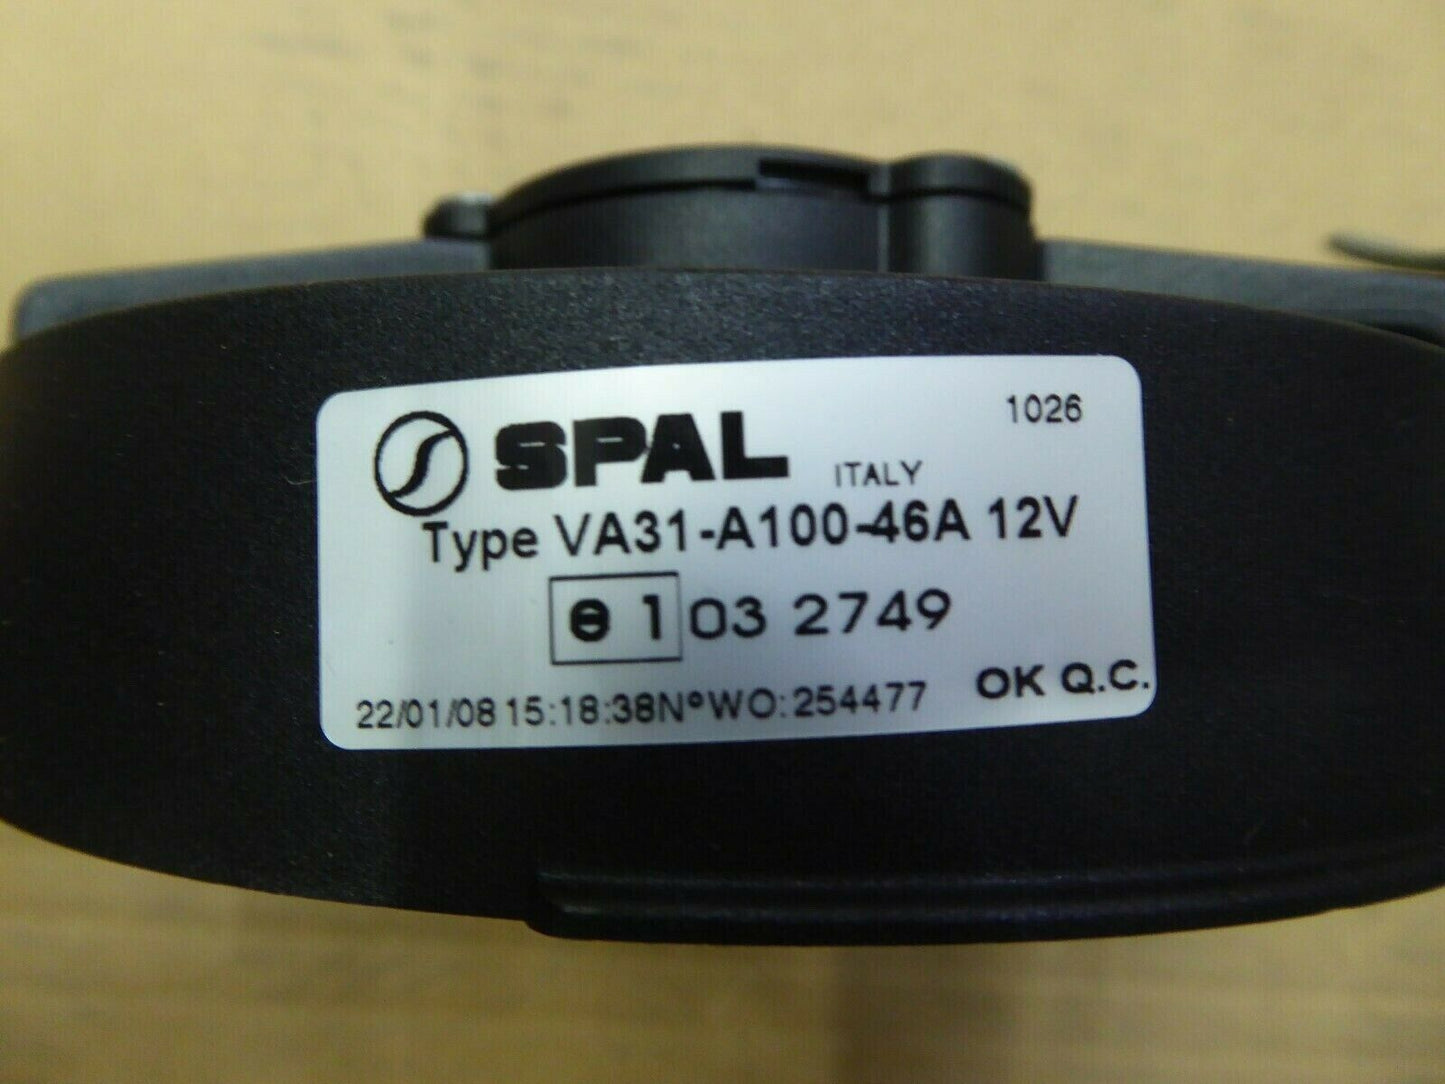 SPAL ITALY 1026
Type VA31-A100-46A 12V
e 1 03 2749
22/01/08 15:18:38 N° WO: 254477 OK Q.C.